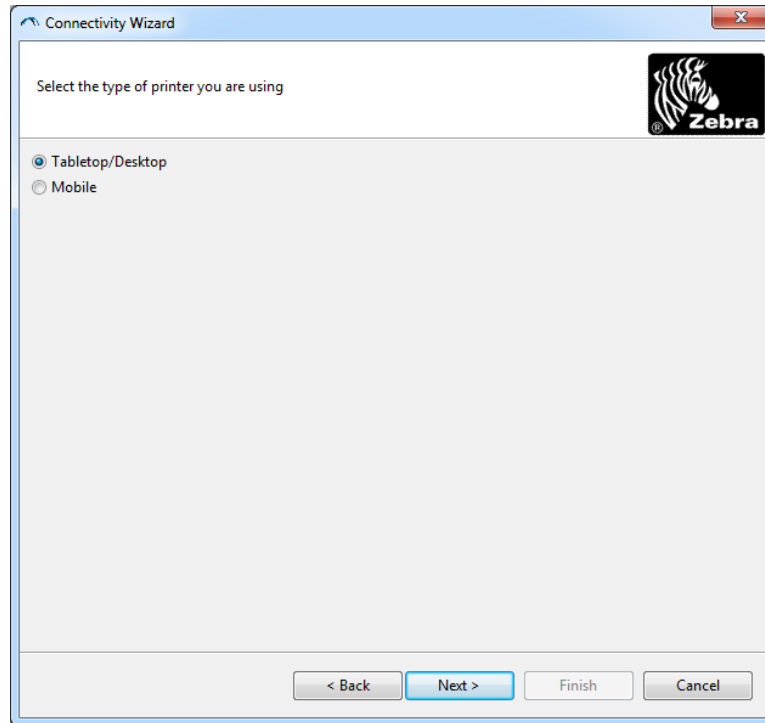 Connectivity Wizard
Select the type of printer you are using
® Zebra
Tabletop/Desktop
Mobile
< Back Next > Finish Cancel